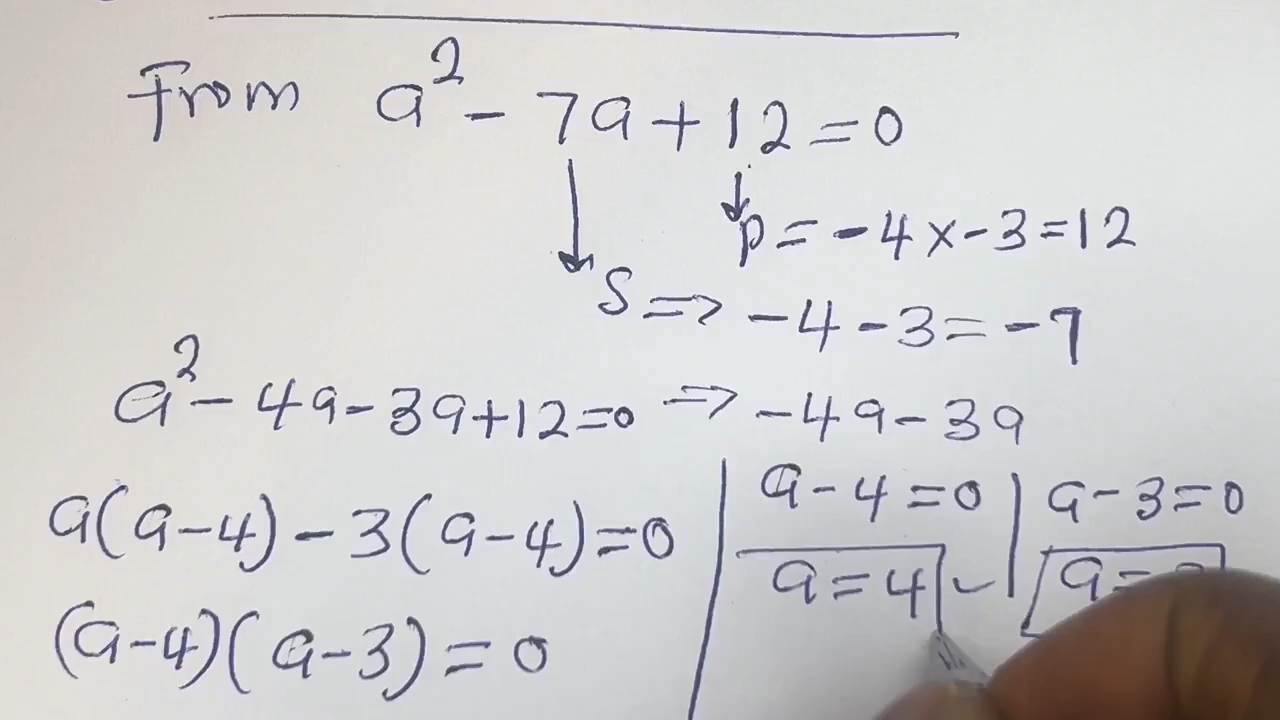 From a² - 7a + 12 = 0
p = -4 x -3 = 12
S => -4 - 3 = -7
a² - 4a - 3a + 12 = 0 => -4a - 3a
a(a - 4) - 3(a - 4) = 0
(a - 4)(a - 3) = 0
a - 4 = 0
a = 4
a - 3 = 0
a =